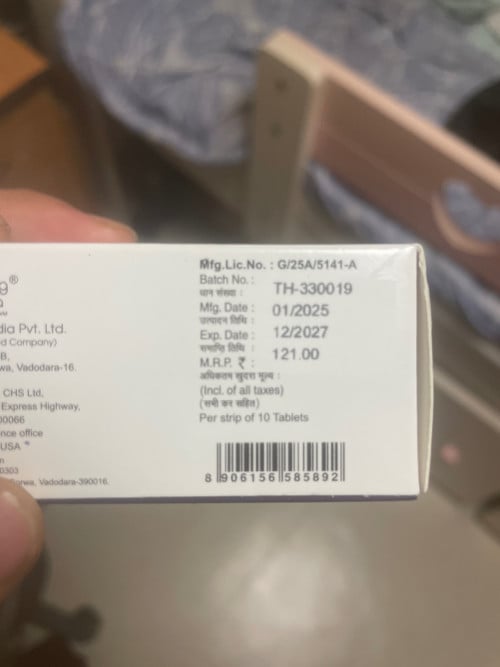 ®
dia Pvt. Ltd.
d Company)
B,
wa, Vadodara-16.
CHS Ltd,
Express Highway,
00066
nce office
USA
0303
Gorwa, Vadodara-390016.
Mfg.Lic.No. : G/25A/5141-A
Batch No. : TH-330019
घान संख्या :
Mfg. Date : 01/2025
उत्पादन तिथि :
Exp. Date : 12/2027
समाप्ति तिथि :
M.R.P. ₹ : 121.00
अधिकतम खुदरा मूल्य :
(Incl. of all taxes)
(सभी कर सहित)
Per strip of 10 Tablets
8 906156 585892